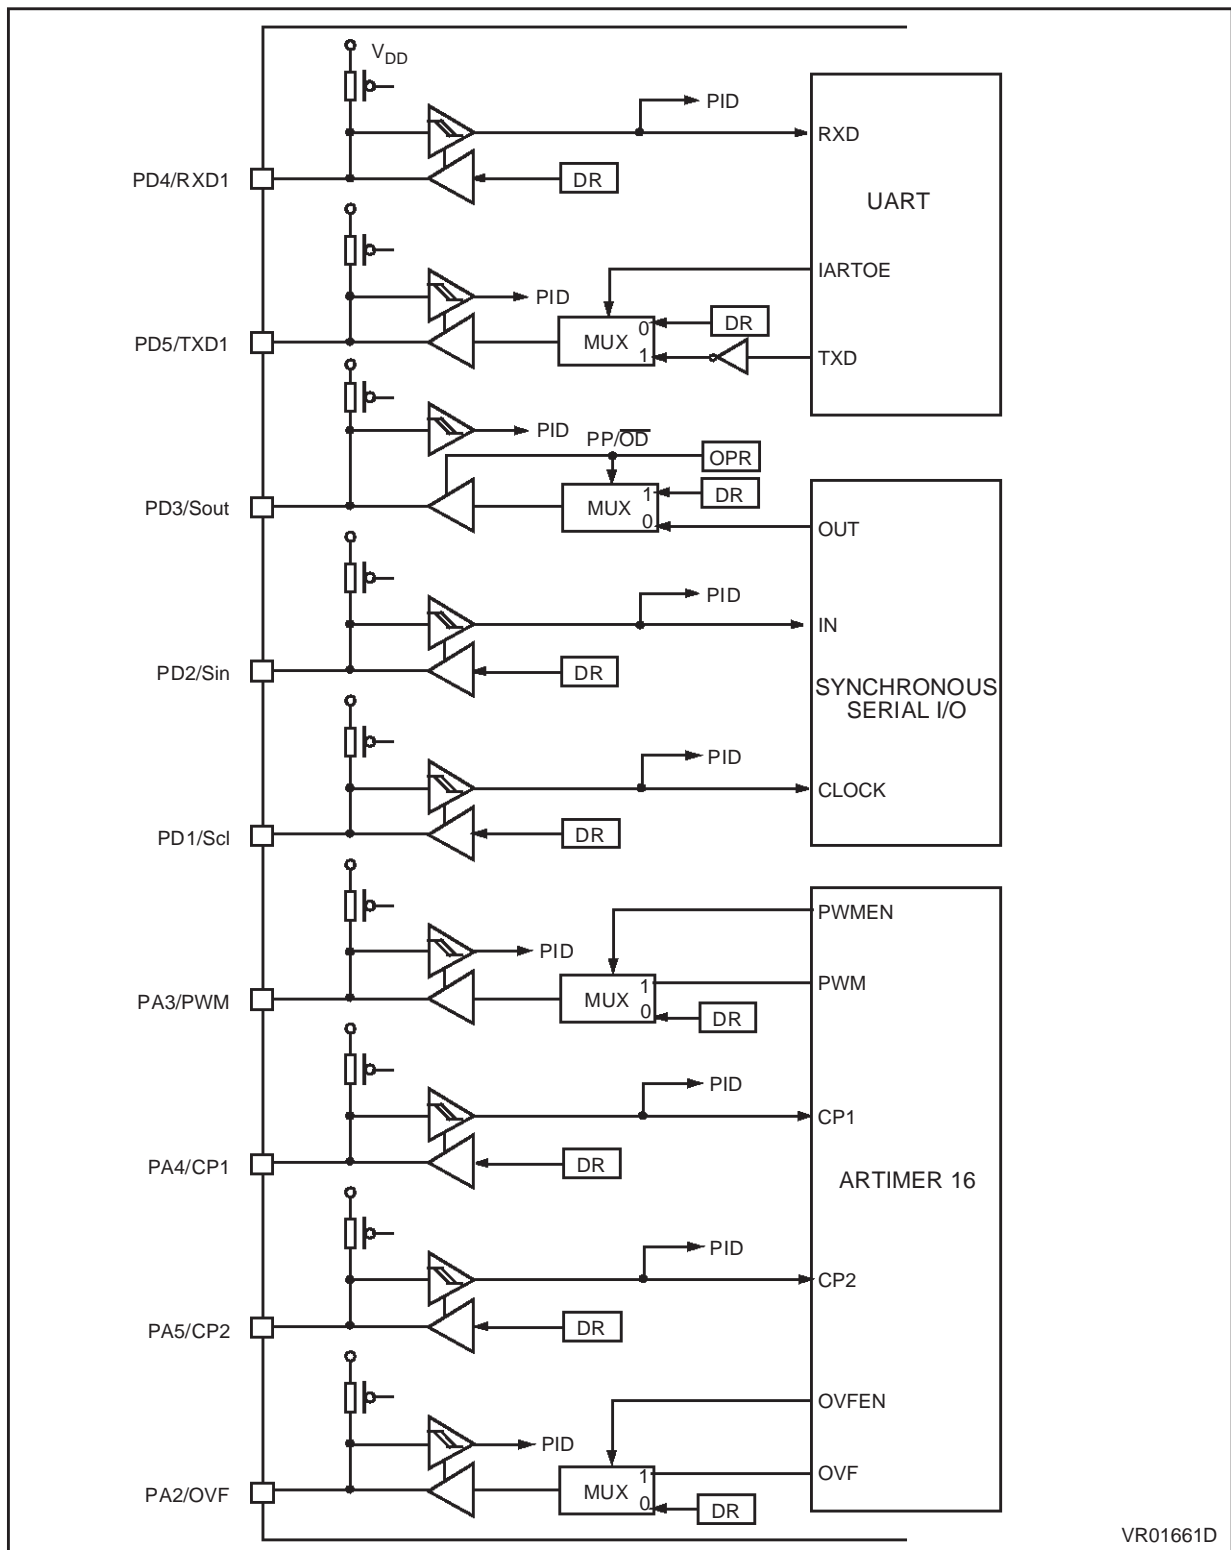 VDD
PID
RXD
PD4/RXD1
DR
UART
IARTOE
PID
DR
0
MUX
1
PD5/TXD1
TXD
PID
PP/OD
OPR
1
DR
PD3/Sout
MUX
0
OUT
PID
IN
PD2/Sin
DR
SYNCHRONOUS
SERIAL I/O
PID
CLOCK
PD1/Scl
DR
PWMEN
PID
1
PWM
PA3/PWM
MUX
0
DR
PID
CP1
PA4/CP1
DR
ARTIMER 16
PID
CP2
PA5/CP2
DR
OVFEN
PID
1
OVF
PA2/OVF
MUX
0
DR
VR01661D